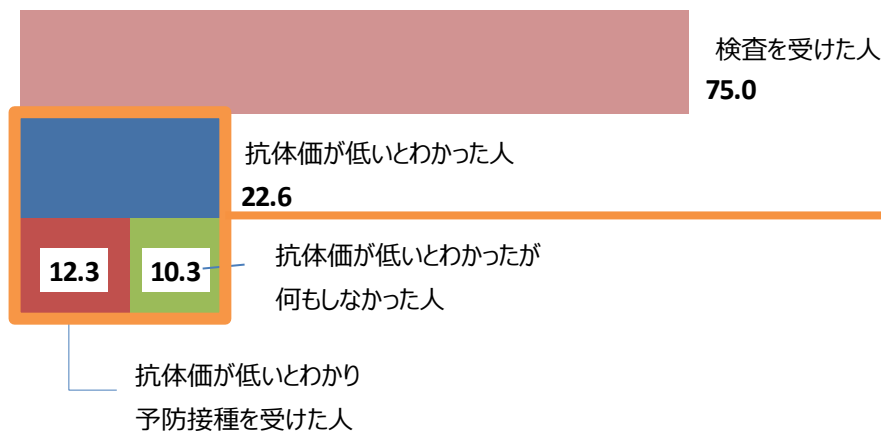 検査を受けた人
75.0
抗体価が低いとわかった人
22.6
12.3
10.3
抗体価が低いとわかったが
何もしなかった人
抗体価が低いとわかり
予防接種を受けた人